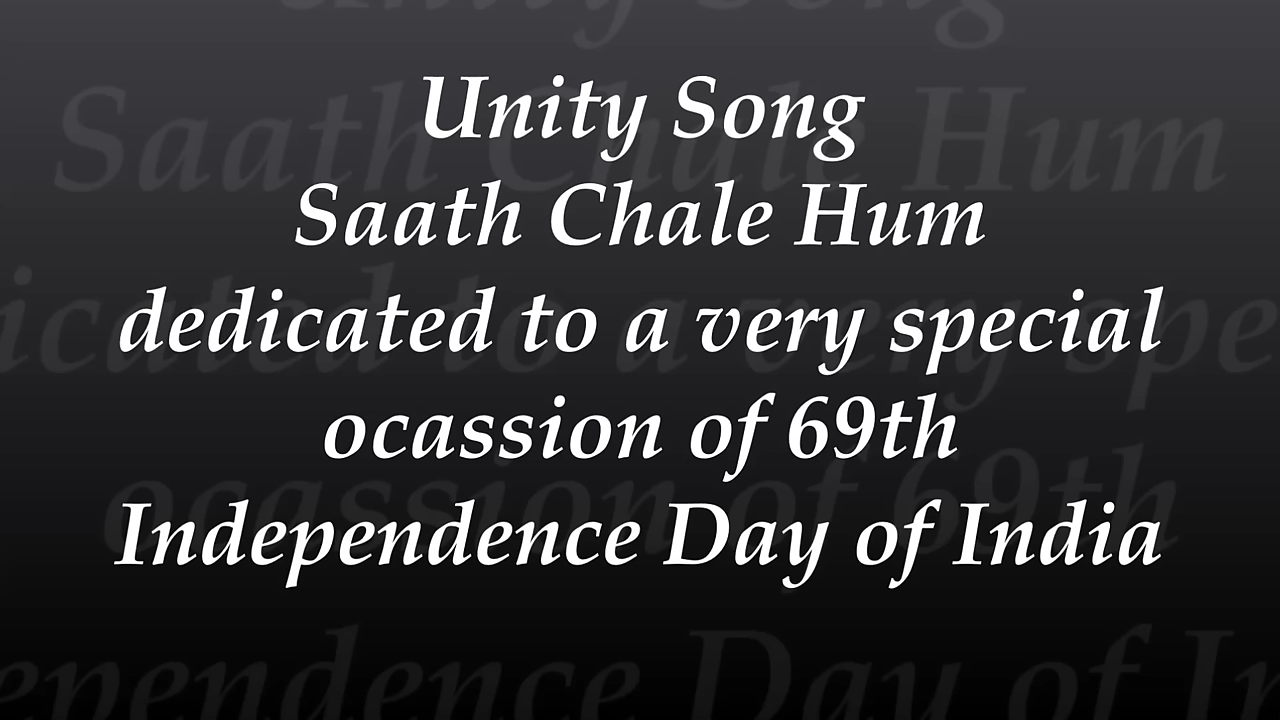 Unity Song
Saath Chale Hum
dedicated to a very special
ocassion of 69th
Independence Day of India